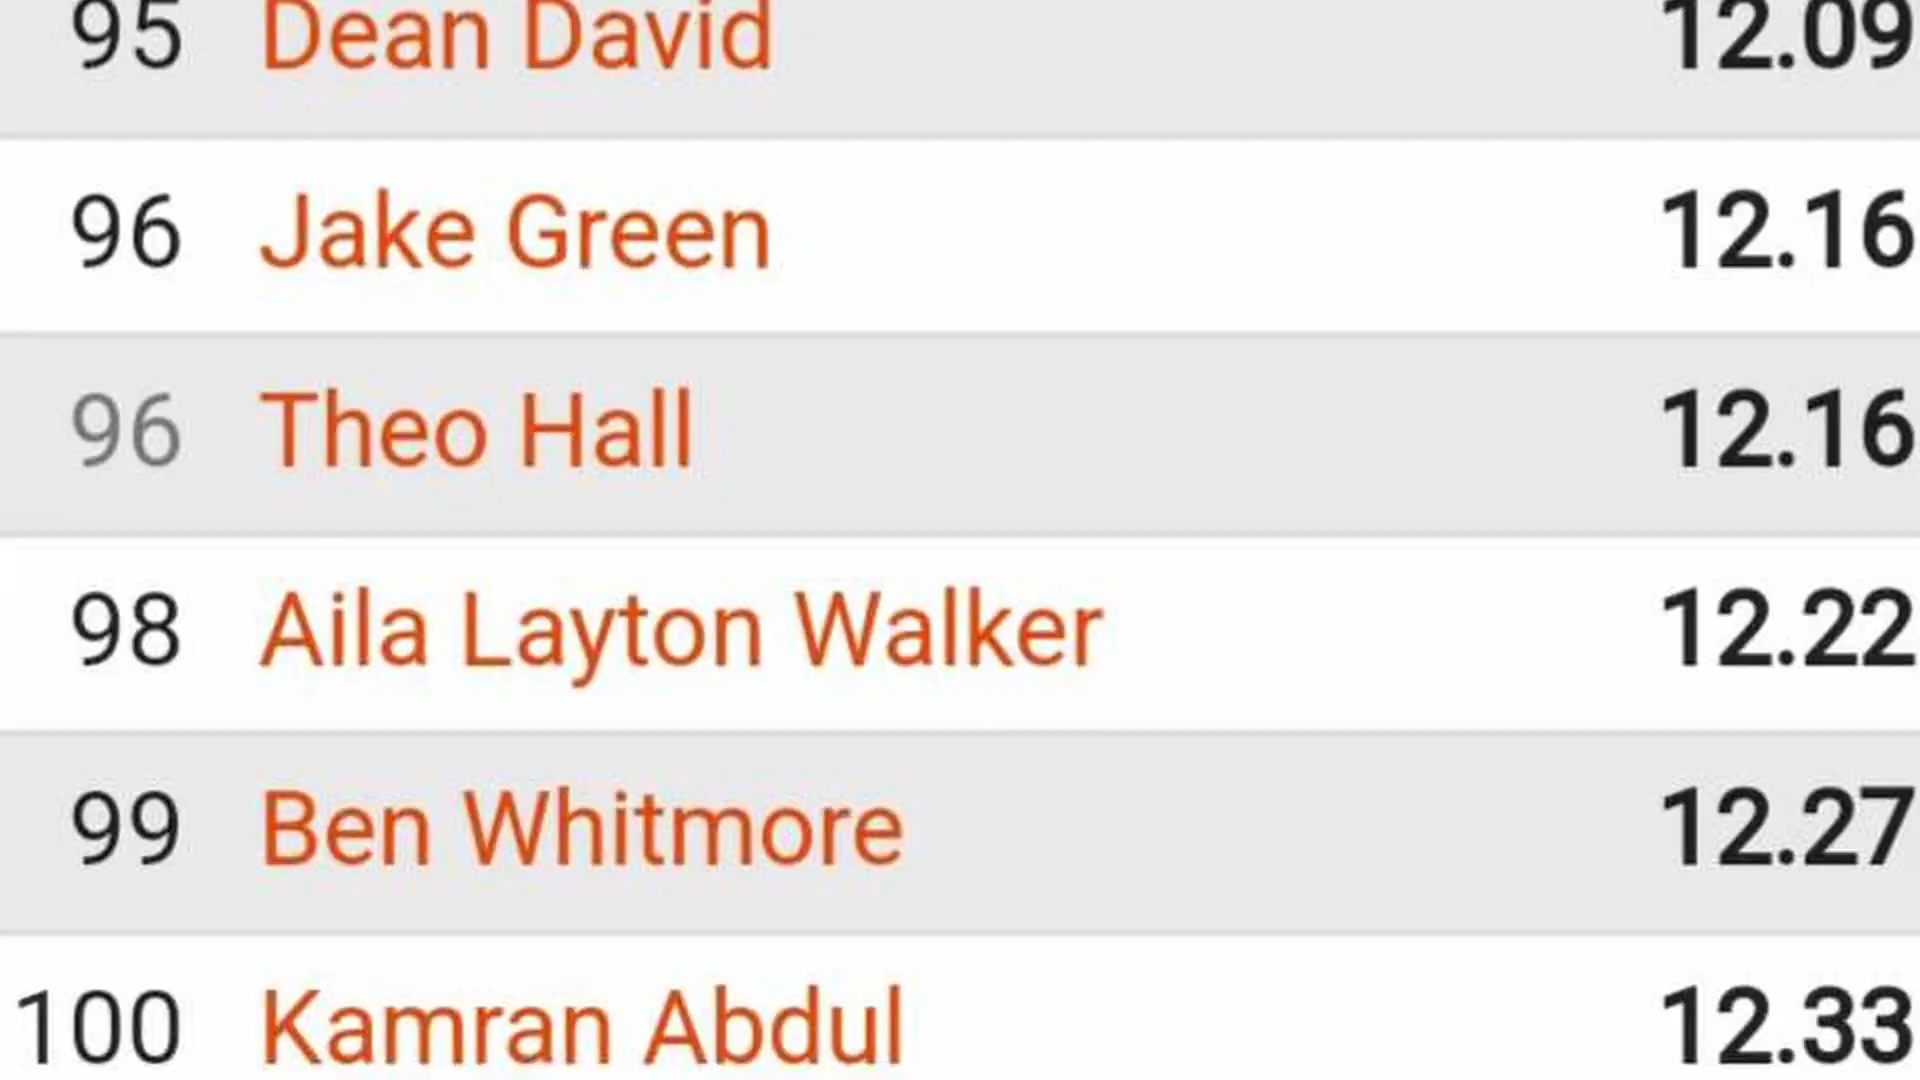 95 Dean David 12.09
96 Jake Green 12.16
96 Theo Hall 12.16
98 Aila Layton Walker 12.22
99 Ben Whitmore 12.27
100 Kamran Abdul 12.33